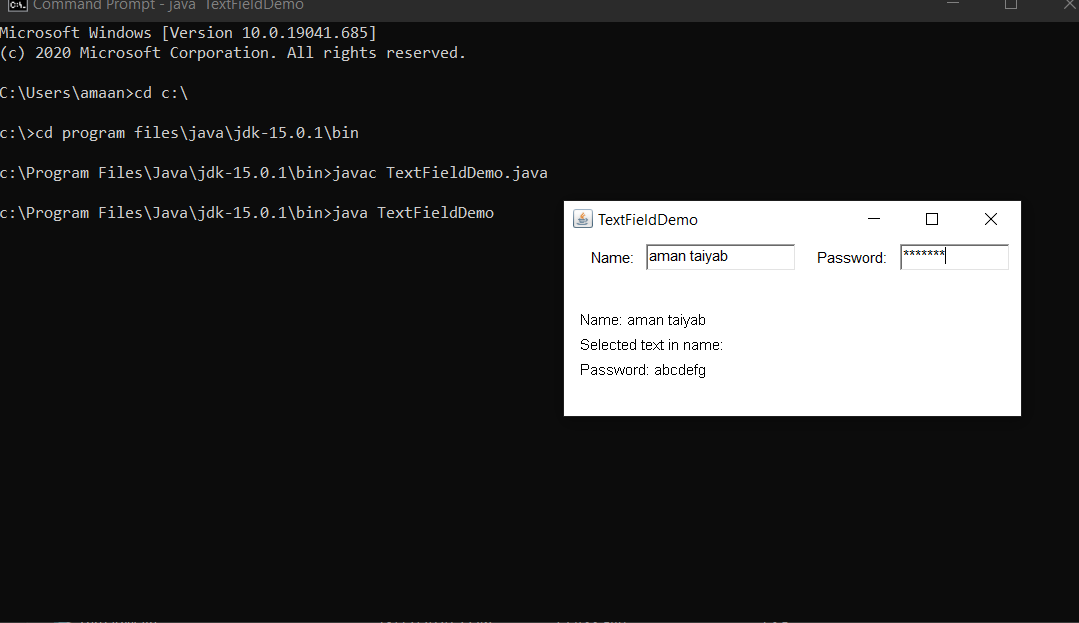 Command Prompt - java TextFieldDemo
Microsoft Windows [Version 10.0.19041.685]
(c) 2020 Microsoft Corporation. All rights reserved.
C:\Users\amaan>cd c:\
c:\>cd program files\java\jdk-15.0.1\bin
c:\Program Files\Java\jdk-15.0.1\bin>javac TextFieldDemo.java
c:\Program Files\Java\jdk-15.0.1\bin>java TextFieldDemo
TextFieldDemo
Name: aman taiyab Password: *******
Name: aman taiyab
Selected text in name:
Password: abcdefg